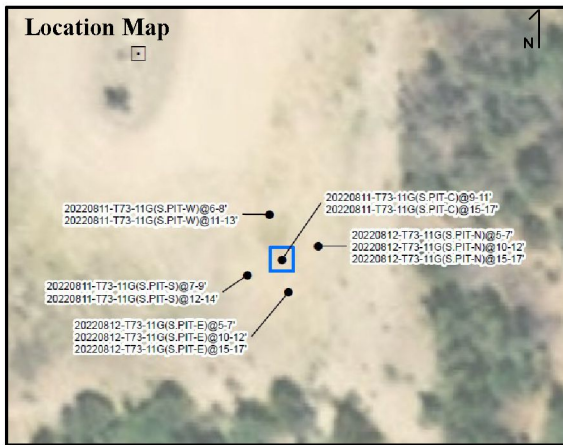 Location Map
N
20220811-T73-11G(S.PIT-W)@6-8'
20220811-T73-11G(S.PIT-W)@11-13'
20220811-T73-11G(S.PIT-C)@9-11'
20220811-T73-11G(S.PIT-C)@15-17'
20220812-T73-11G(S.PIT-N)@5-7'
20220812-T73-11G(S.PIT-N)@10-12'
20220812-T73-11G(S.PIT-N)@15-17'
20220811-T73-11G(S.PIT-S)@7-9'
20220811-T73-11G(S.PIT-S)@12-14'
20220812-T73-11G(S.PIT-E)@5-7'
20220812-T73-11G(S.PIT-E)@10-12'
20220812-T73-11G(S.PIT-E)@15-17'